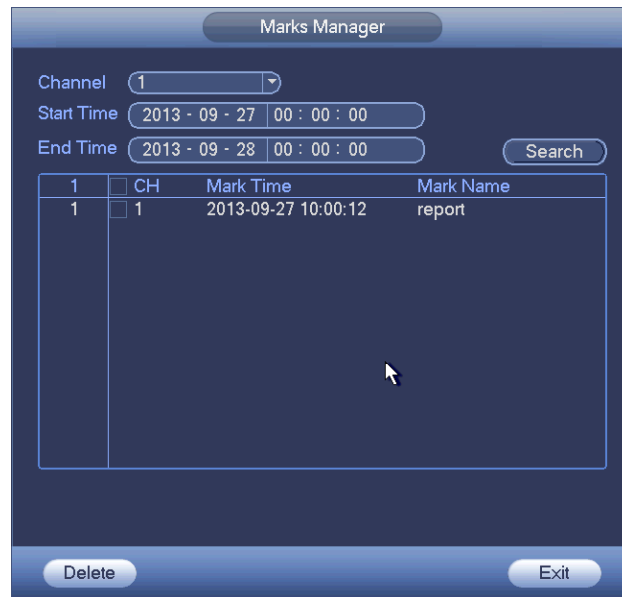 Marks Manager
Channel 1
Start Time 2013 - 09 - 27 00 : 00 : 00
End Time 2013 - 09 - 28 00 : 00 : 00
Search
1 CH Mark Time Mark Name
1 1 2013-09-27 10:00:12 report
Delete Exit